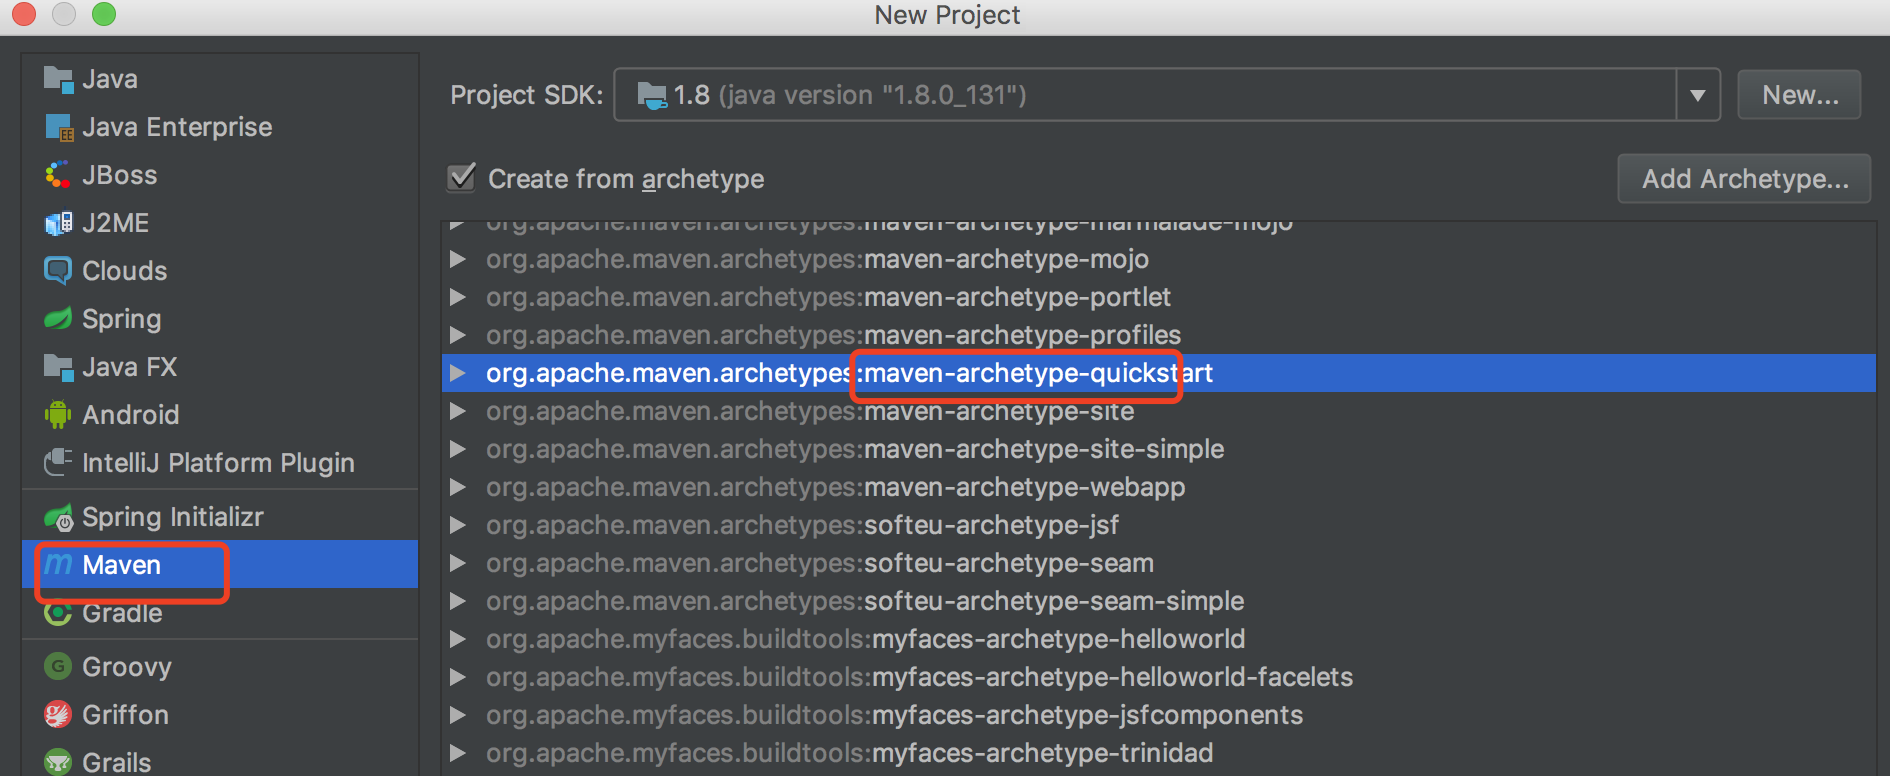 New Project
Java
Java Enterprise
JBoss
J2ME
Clouds
Spring
Java FX
Android
IntelliJ Platform Plugin
Spring Initializr
m Maven
Gradle
G Groovy
Griffon
Grails
Project SDK: 1.8 (java version "1.8.0_131") New...
Create from archetype Add Archetype...
org.apache.maven.archetypes:maven-archetype-marmalade-mojo
org.apache.maven.archetypes:maven-archetype-mojo
org.apache.maven.archetypes:maven-archetype-portlet
org.apache.maven.archetypes:maven-archetype-profiles
org.apache.maven.archetypes:maven-archetype-quickstart
org.apache.maven.archetypes:maven-archetype-site
org.apache.maven.archetypes:maven-archetype-site-simple
org.apache.maven.archetypes:maven-archetype-webapp
org.apache.maven.archetypes:softeu-archetype-jsf
org.apache.maven.archetypes:softeu-archetype-seam
org.apache.maven.archetypes:softeu-archetype-seam-simple
org.apache.myfaces.buildtools:myfaces-archetype-helloworld
org.apache.myfaces.buildtools:myfaces-archetype-helloworld-facelets
org.apache.myfaces.buildtools:myfaces-archetype-jsfcomponents
org.apache.myfaces.buildtools:myfaces-archetype-trinidad